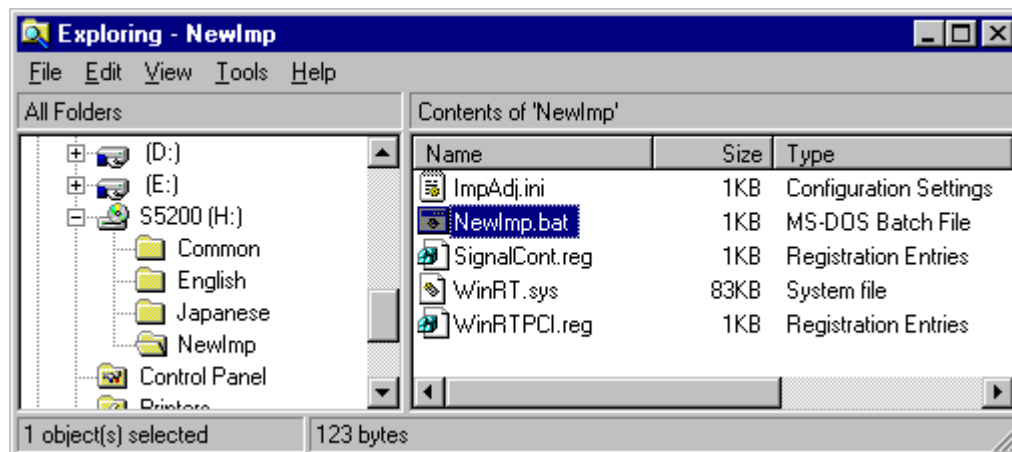 Exploring - NewImp
File Edit View Tools Help
All Folders
Contents of 'NewImp'
(D:)
(E:)
S5200 (H:)
Common
English
Japanese
NewImp
Control Panel
Printers
Name Size Type
ImpAdj.ini 1KB Configuration Settings
NewImp.bat 1KB MS-DOS Batch File
SignalCont.reg 1KB Registration Entries
WinRT.sys 83KB System file
WinRTPCI.reg 1KB Registration Entries
1 object(s) selected
123 bytes